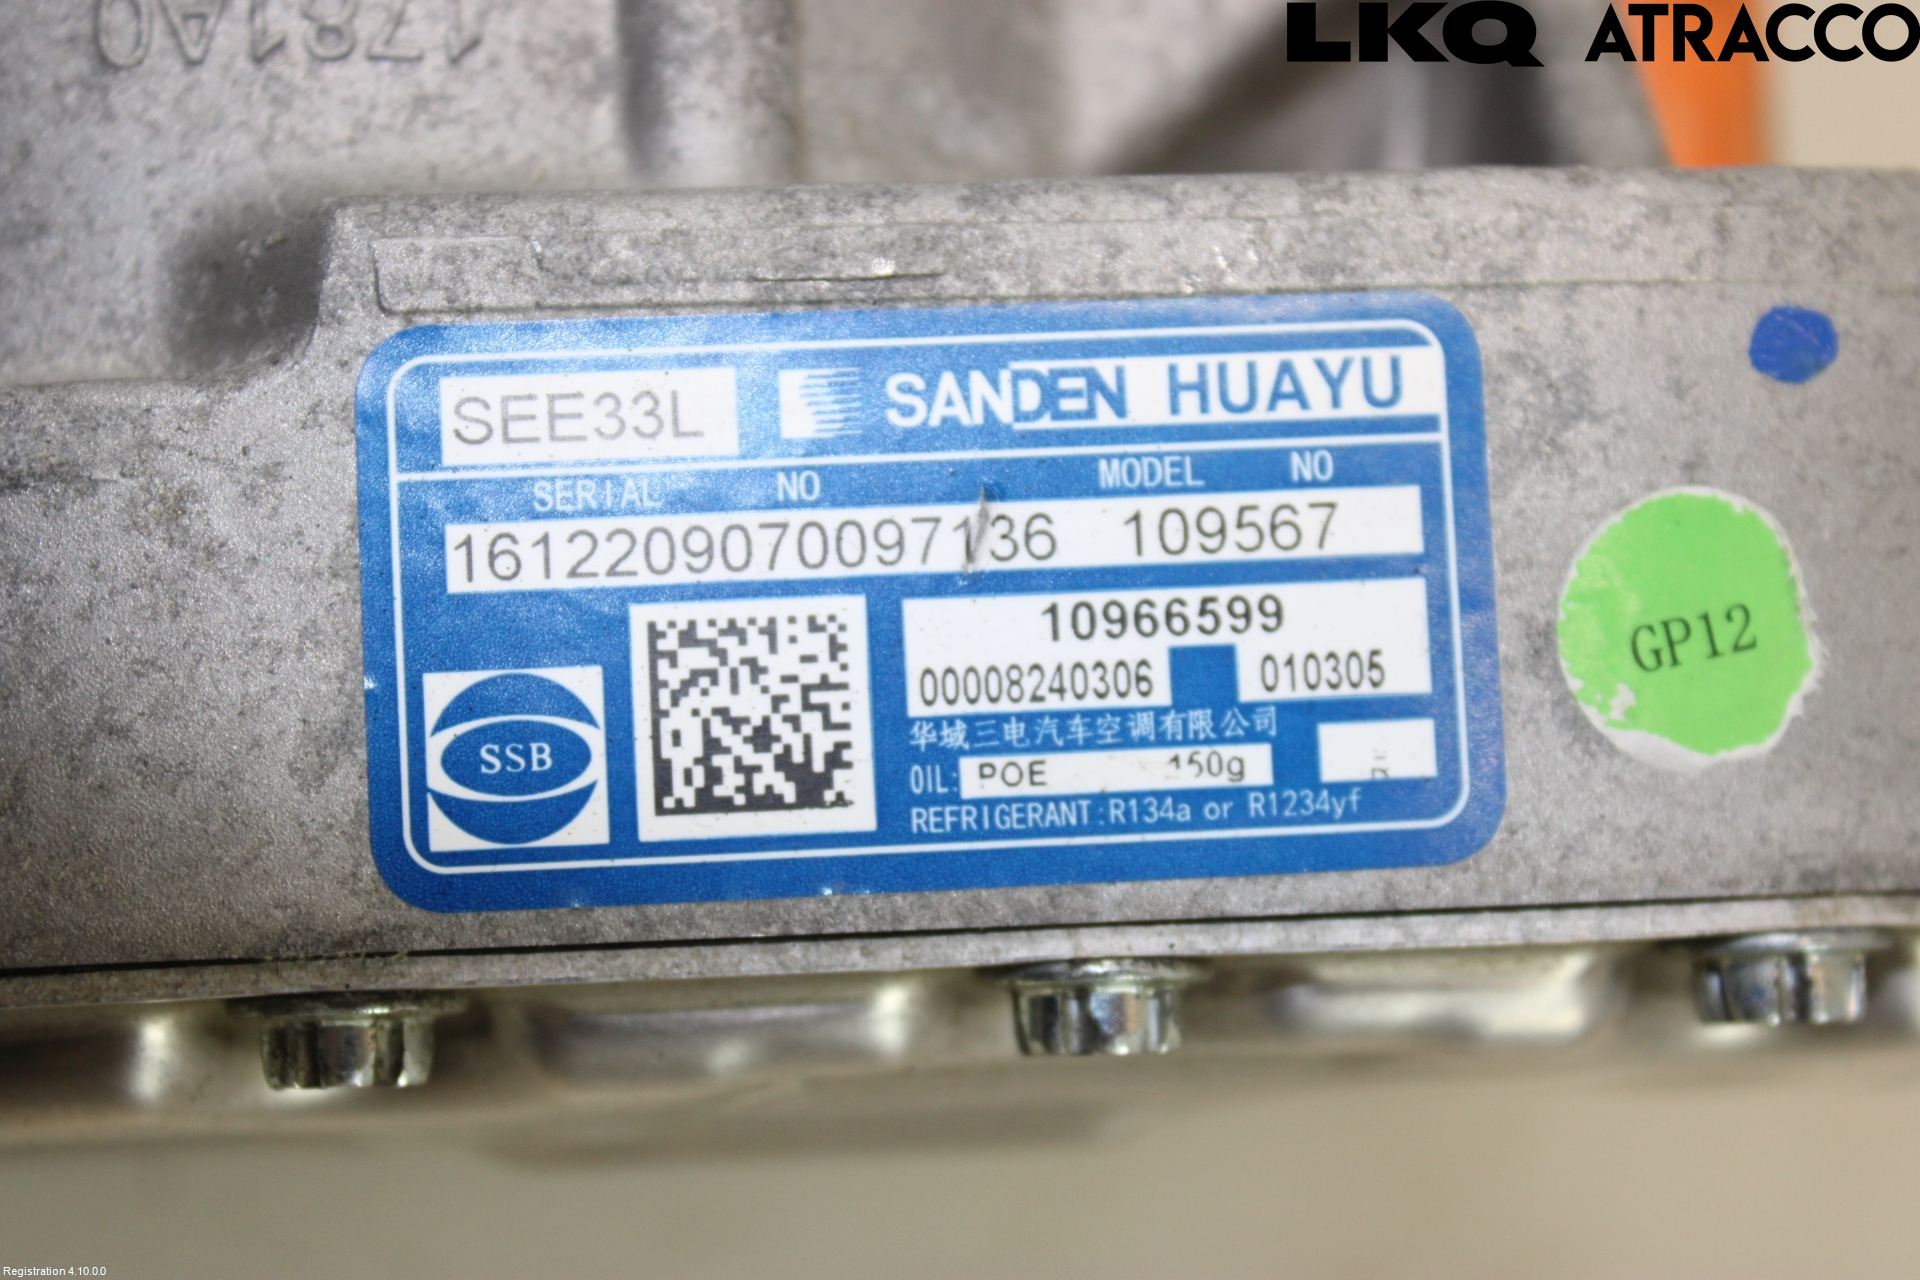 LKQ ATRACCO
1781A0
SEE33L SANDEN HUAYU
SERIAL NO MODEL NO
1612209070097136 109567
10966599
00008240306 010305
华域三电汽车空调有限公司
SSB
OIL: POE 150g
REFRIGERANT:R134a or R1234yf
GP12
Registration 4.10.0.0